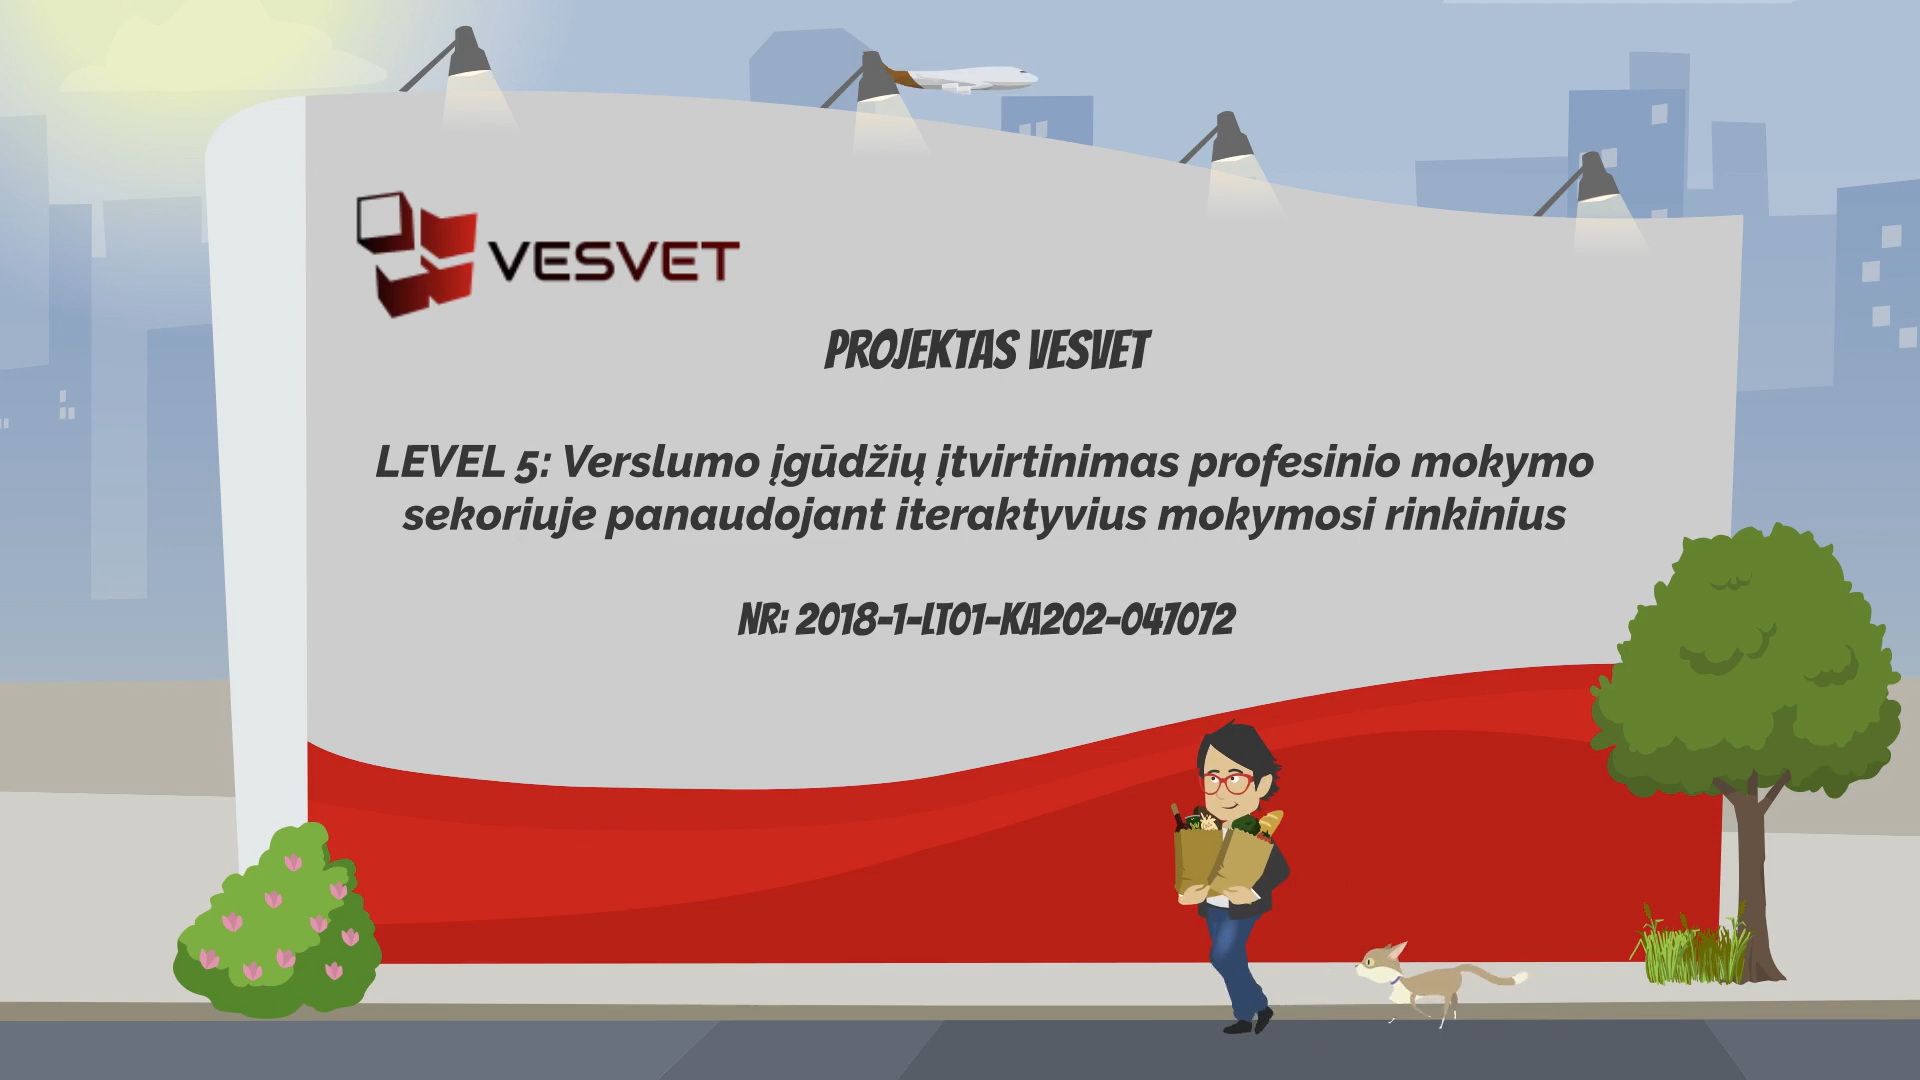 VESVET
PROJEKTAS VESVET
LEVEL 5: Verslumo įgūdžių įtvirtinimas profesinio mokymo
sekoriuje panaudojant iteraktyvius mokymosi rinkinius
NR: 2018-1-LT01-KA202-047072